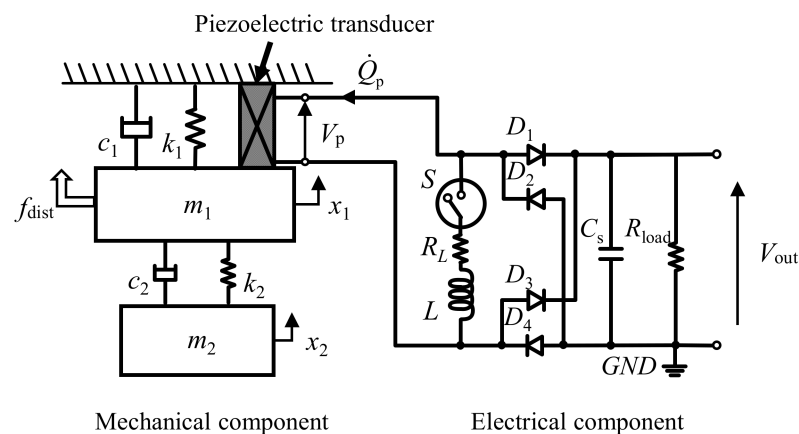 Piezoelectric transducer
Q̇p
Vp
c1
k1
fdist
m1
x1
c2
k2
m2
x2
D1
D2
S
RL
L
D3
D4
Cs
Rload
Vout
GND
Mechanical component
Electrical component